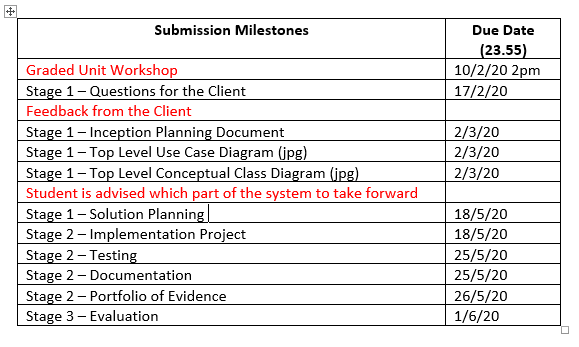 Submission Milestones Due Date
(23.55)
Graded Unit Workshop 10/2/20 2pm
Stage 1 – Questions for the Client 17/2/20
Feedback from the Client
Stage 1 – Inception Planning Document 2/3/20
Stage 1 – Top Level Use Case Diagram (jpg) 2/3/20
Stage 1 – Top Level Conceptual Class Diagram (jpg) 2/3/20
Student is advised which part of the system to take forward
Stage 1 – Solution Planning 18/5/20
Stage 2 – Implementation Project 18/5/20
Stage 2 – Testing 25/5/20
Stage 2 – Documentation 25/5/20
Stage 2 – Portfolio of Evidence 26/5/20
Stage 3 – Evaluation 1/6/20